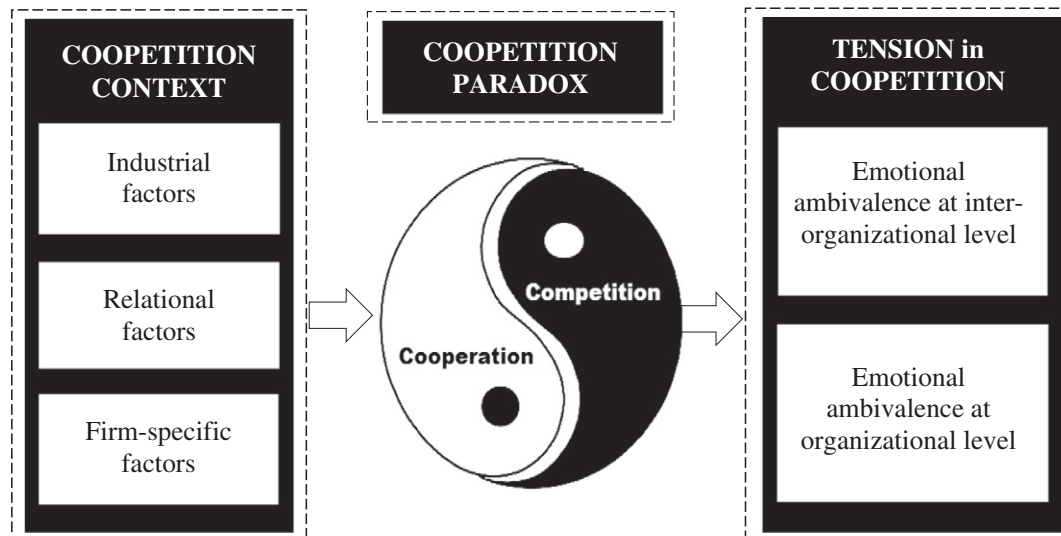 COOPETITION
CONTEXT
Industrial
factors
Relational
factors
Firm-specific
factors
COOPETITION
PARADOX
Competition
Cooperation
TENSION in
COOPETITION
Emotional
ambivalence at inter-
organizational level
Emotional
ambivalence at
organizational level